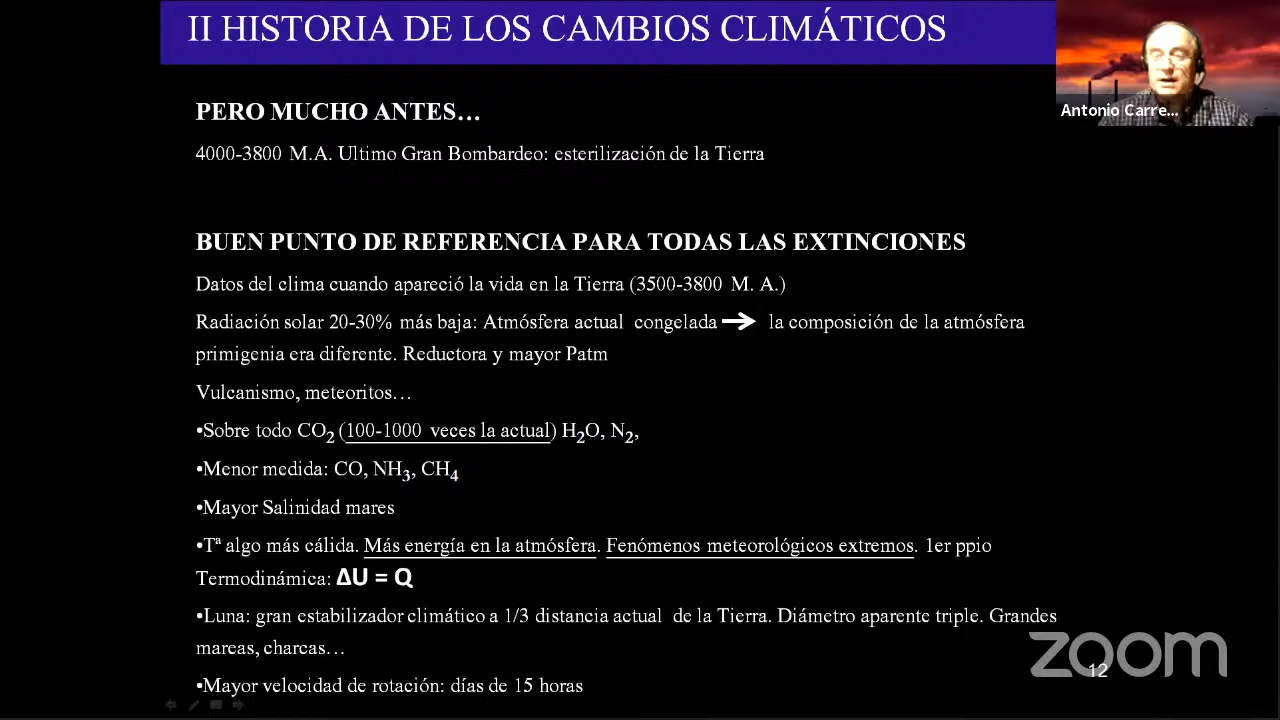 II HISTORIA DE LOS CAMBIOS CLIMÁTICOS
Antonio Carre...
PERO MUCHO ANTES…
4000-3800 M.A. Ultimo Gran Bombardeo: esterilización de la Tierra
BUEN PUNTO DE REFERENCIA PARA TODAS LAS EXTINCIONES
Datos del clima cuando apareció la vida en la Tierra (3500-3800 M. A.)
Radiación solar 20-30% más baja: Atmósfera actual congelada → la composición de la atmósfera
primigenia era diferente. Reductora y mayor Patm
Vulcanismo, meteoritos…
•Sobre todo CO2 (100-1000 veces la actual) H2O, N2,
•Menor medida: CO, NH3, CH4
•Mayor Salinidad mares
•Tª algo más cálida. Más energía en la atmósfera. Fenómenos meteorológicos extremos. 1er ppio
Termodinámica: ΔU = Q
•Luna: gran estabilizador climático a 1/3 distancia actual de la Tierra. Diámetro aparente triple. Grandes
mareas, charcas…
•Mayor velocidad de rotación: días de 15 horas
zoom
12